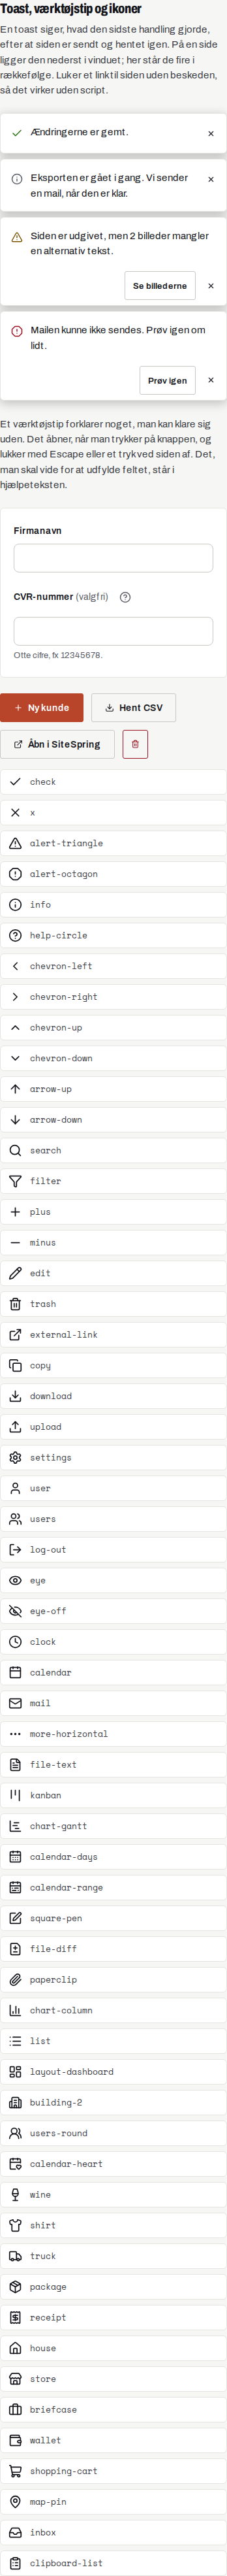 Toast, værktøjstip og ikoner
En toast siger, hvad den sidste handling gjorde,
efter at siden er sendt og hentet igen. På en side
ligger den nederst i vinduet; her står de fire i
rækkefølge. Luk er et link til siden uden beskeden,
så det virker uden script.
Ændringerne er gemt.
Eksporten er gået i gang. Vi sender
en mail, når den er klar.
Siden er udgivet, men 2 billeder mangler
en alternativ tekst.
Se billederne
Mailen kunne ikke sendes. Prøv igen om
lidt.
Prøv igen
Et værktøjstip forklarer noget, man kan klare sig
uden. Det åbner, når man trykker på knappen, og
lukker med Escape eller et tryk ved siden af. Det,
man skal vide for at udfylde feltet, står i
hjælpeteksten.
Firmanavn
CVR-nummer (valgfri)
Otte cifre, fx 12345678.
Ny kunde
Hent CSV
Åbn i SiteSpring
check
x
alert-triangle
alert-octagon
info
help-circle
chevron-left
chevron-right
chevron-up
chevron-down
arrow-up
arrow-down
search
filter
plus
minus
edit
trash
external-link
copy
download
upload
settings
user
users
log-out
eye
eye-off
clock
calendar
mail
more-horizontal
file-text
kanban
chart-gantt
calendar-days
calendar-range
square-pen
file-diff
paperclip
chart-column
list
layout-dashboard
building-2
users-round
calendar-heart
wine
shirt
truck
package
receipt
house
store
briefcase
wallet
shopping-cart
map-pin
inbox
clipboard-list